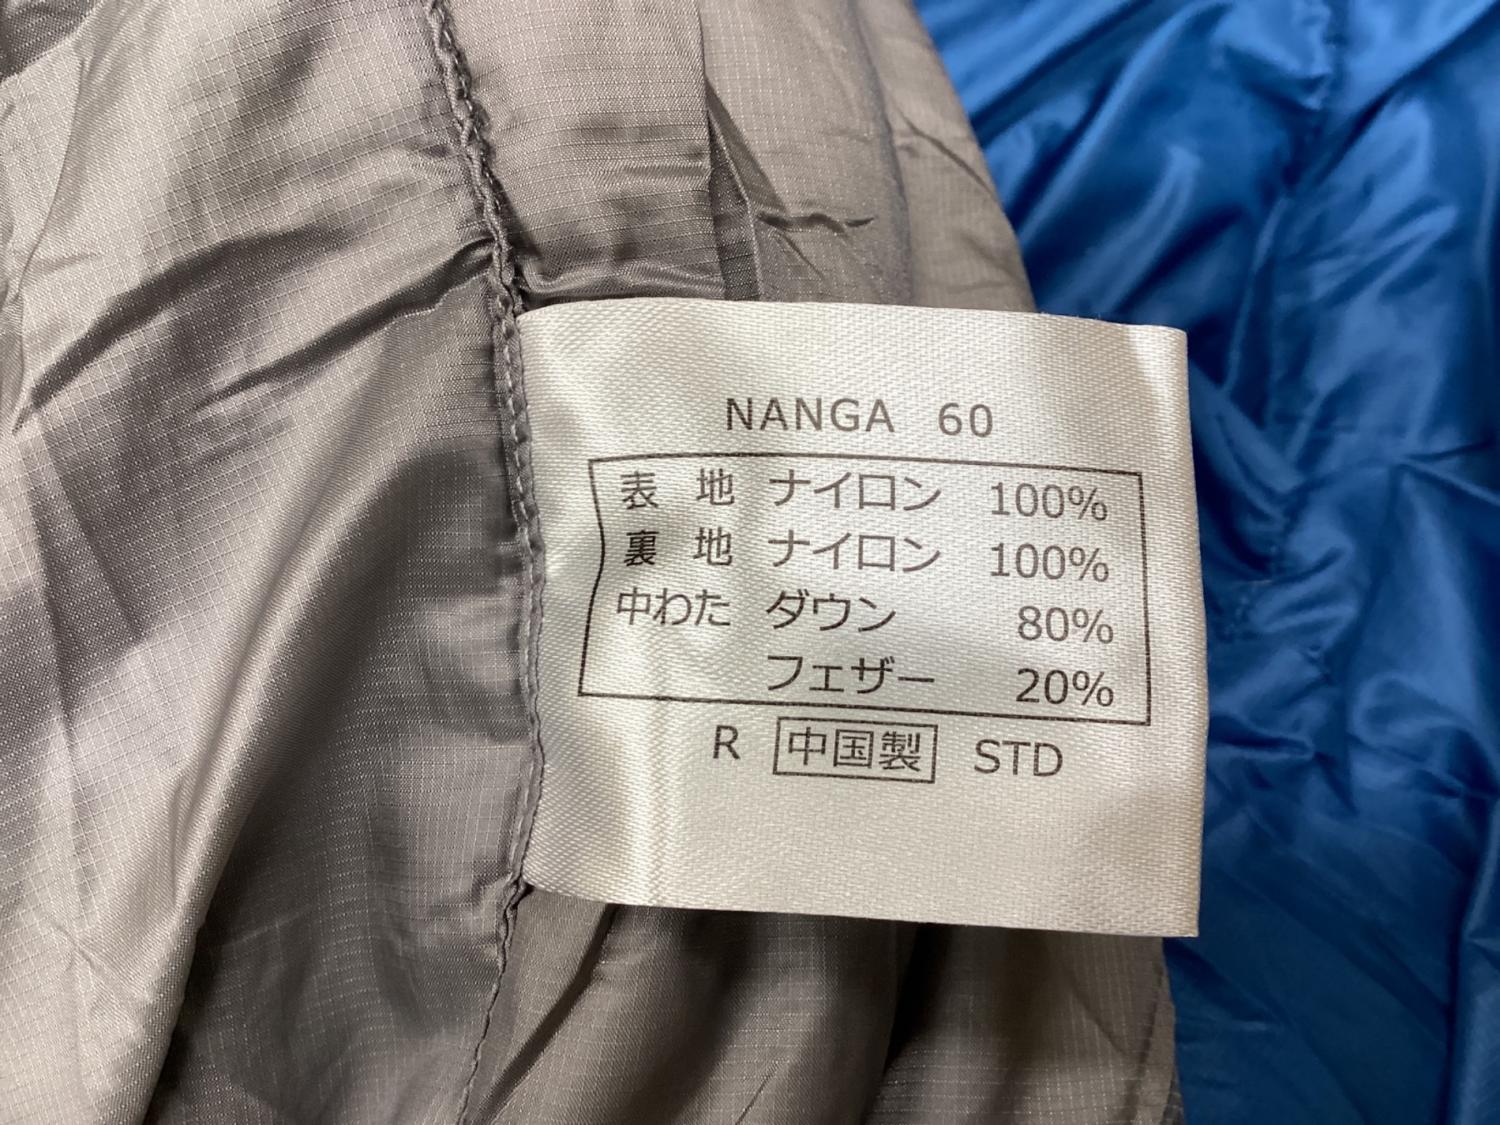 NANGA 60
表 地 ナイロン 100%
裏 地 ナイロン 100%
中わた ダウン 80%
フェザー 20%
R 中国製 STD